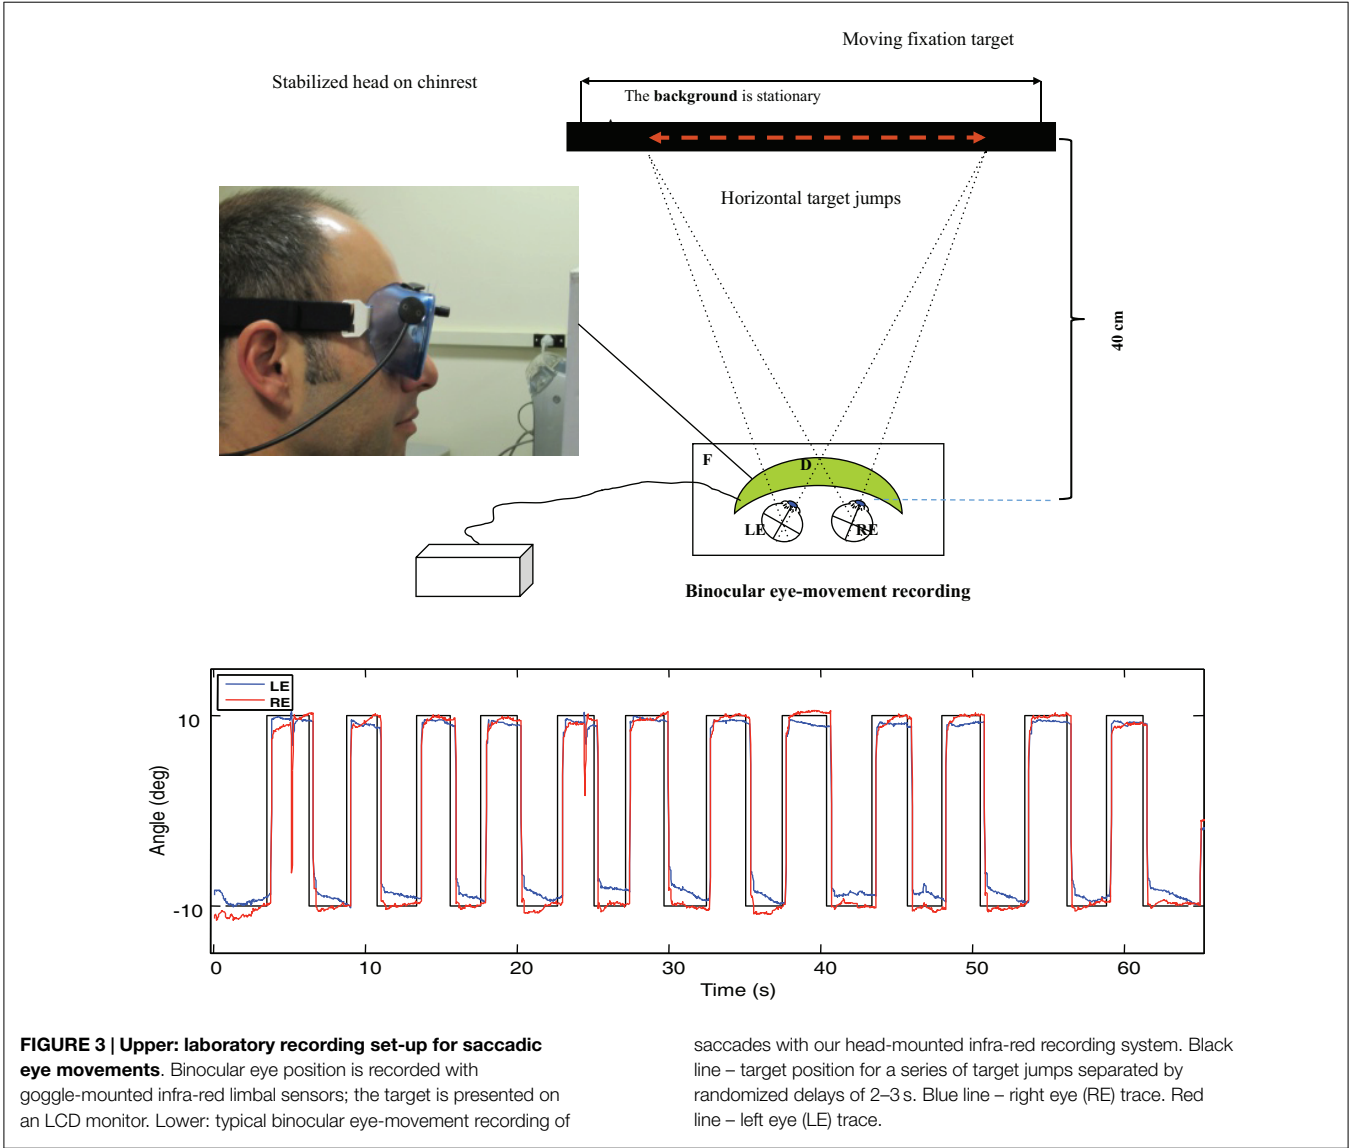 Moving fixation target
Stabilized head on chinrest
The background is stationary
Horizontal target jumps
40 cm
F
D
LE
RE
Binocular eye-movement recording
LE
RE
10
-10
Angle (deg)
0
10
20
30
40
50
60
Time (s)
FIGURE 3 | Upper: laboratory recording set-up for saccadic
eye movements. Binocular eye position is recorded with
goggle-mounted infra-red limbal sensors; the target is presented on
an LCD monitor. Lower: typical binocular eye-movement recording of
saccades with our head-mounted infra-red recording system. Black
line – target position for a series of target jumps separated by
randomized delays of 2–3 s. Blue line – right eye (RE) trace. Red
line – left eye (LE) trace.